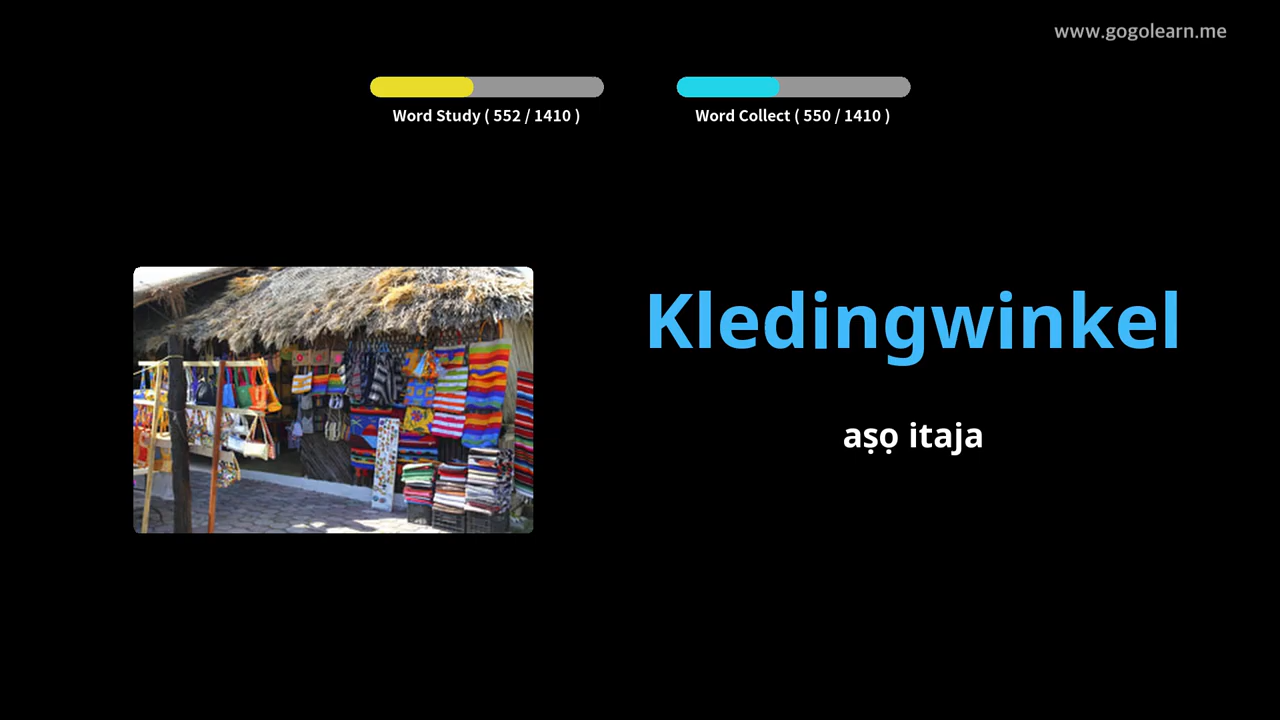 www.gogolearn.me
Word Study ( 552 / 1410 )
Word Collect ( 550 / 1410 )
Kledingwinkel
aṣọ itaja